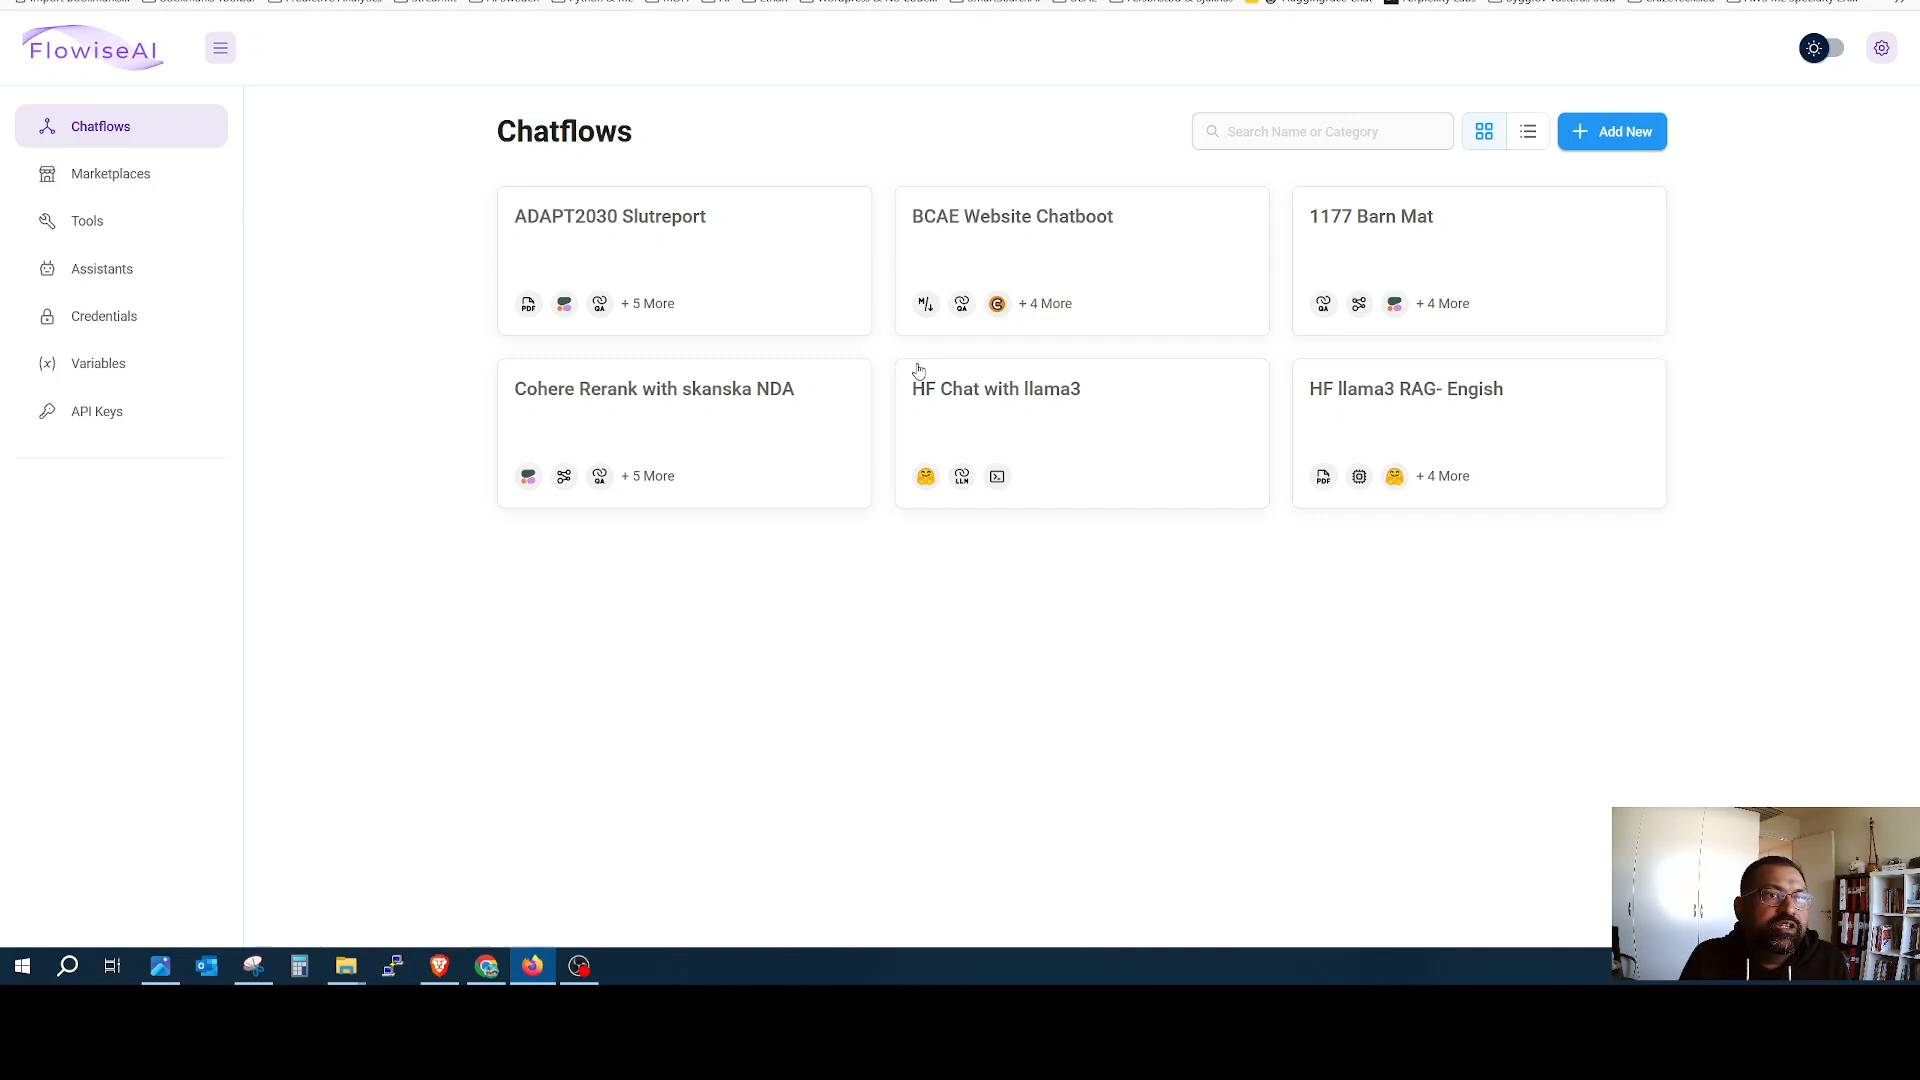 FlowiseAI
Chatflows
Marketplaces
Tools
Assistants
Credentials
Variables
API Keys
Chatflows
Search Name or Category
Add New
ADAPT2030 Slutreport
+ 5 More
BCAE Website Chatboot
+ 4 More
1177 Barn Mat
+ 4 More
Cohere Rerank with skanska NDA
+ 5 More
HF Chat with llama3
HF llama3 RAG- Engish
+ 4 More